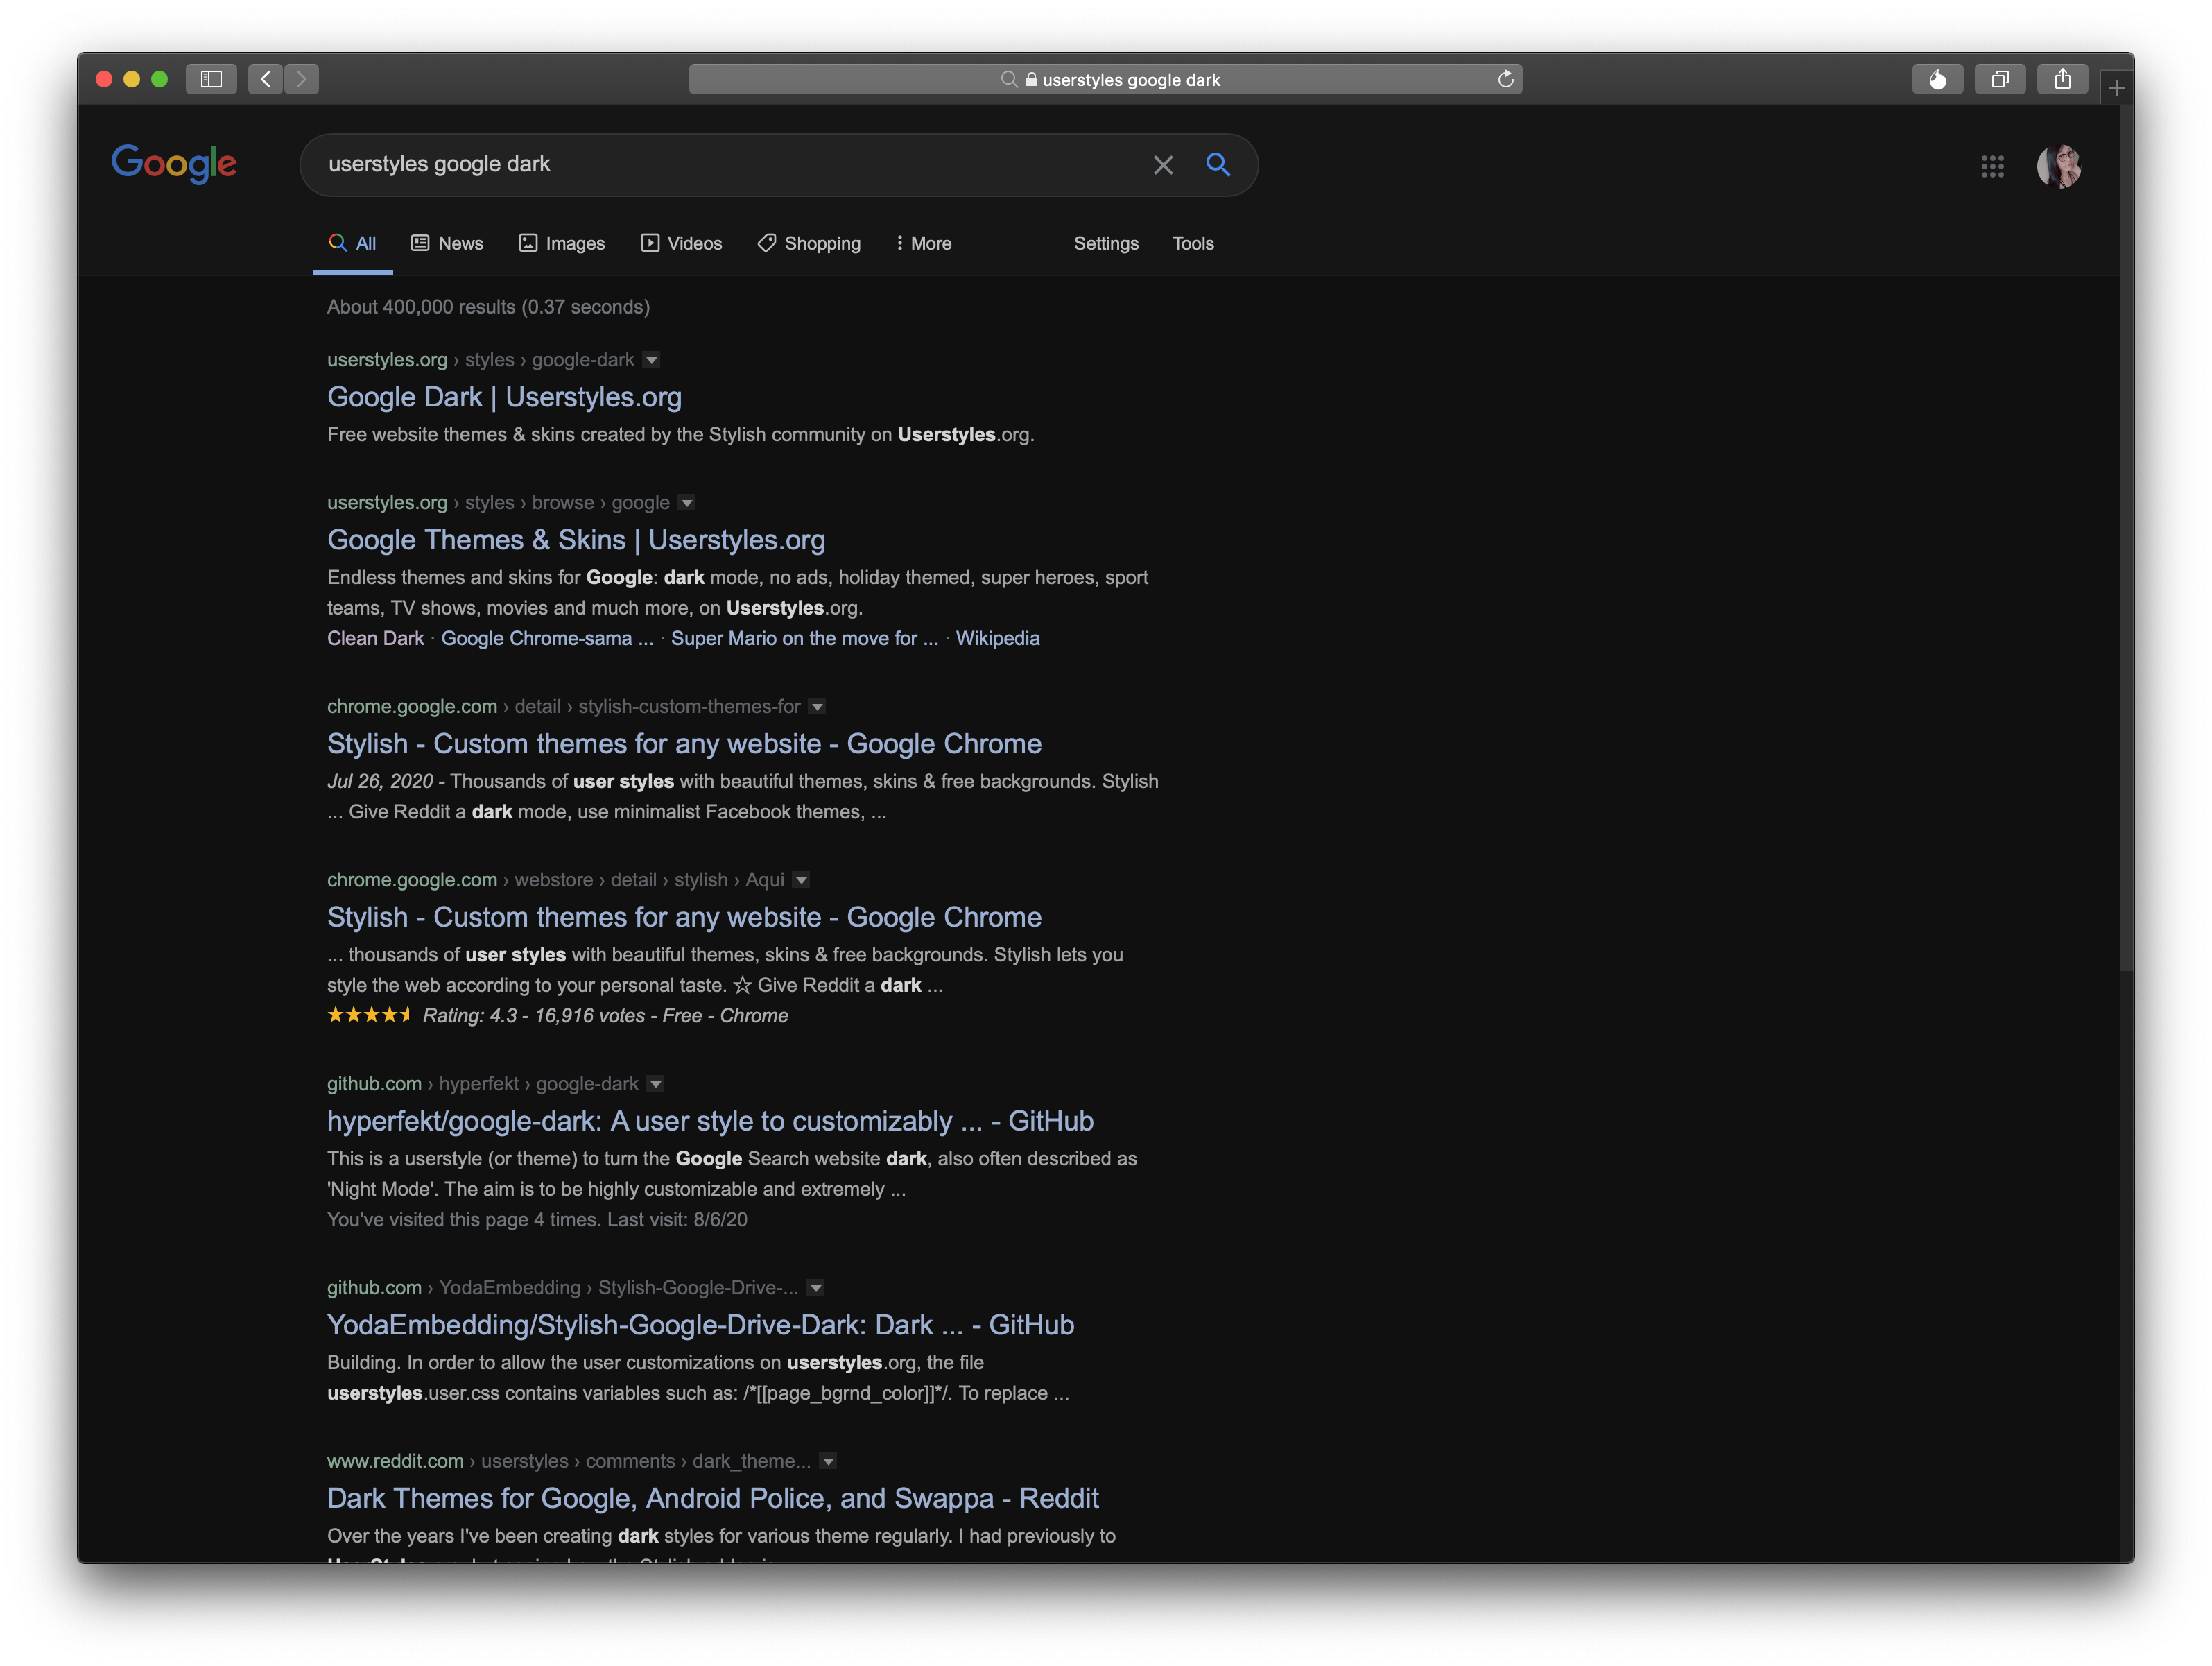 userstyles google dark
Google
userstyles google dark
All News Images Videos Shopping More Settings Tools
About 400,000 results (0.37 seconds)
userstyles.org › styles › google-dark
Google Dark | Userstyles.org
Free website themes & skins created by the Stylish community on Userstyles.org.
userstyles.org › styles › browse › google
Google Themes & Skins | Userstyles.org
Endless themes and skins for Google: dark mode, no ads, holiday themed, super heroes, sport
teams, TV shows, movies and much more, on Userstyles.org.
Clean Dark · Google Chrome-sama ... · Super Mario on the move for ... · Wikipedia
chrome.google.com › detail › stylish-custom-themes-for
Stylish - Custom themes for any website - Google Chrome
Jul 26, 2020 - Thousands of user styles with beautiful themes, skins & free backgrounds. Stylish
... Give Reddit a dark mode, use minimalist Facebook themes, ...
chrome.google.com › webstore › detail › stylish › Aqui
Stylish - Custom themes for any website - Google Chrome
... thousands of user styles with beautiful themes, skins & free backgrounds. Stylish lets you
style the web according to your personal taste. ☆ Give Reddit a dark ...
★★★★ Rating: 4.3 - 16,916 votes - Free - Chrome
github.com › hyperfekt › google-dark
hyperfekt/google-dark: A user style to customizably ... - GitHub
This is a userstyle (or theme) to turn the Google Search website dark, also often described as
'Night Mode'. The aim is to be highly customizable and extremely ...
You've visited this page 4 times. Last visit: 8/6/20
github.com › YodaEmbedding › Stylish-Google-Drive-...
YodaEmbedding/Stylish-Google-Drive-Dark: Dark ... - GitHub
Building. In order to allow the user customizations on userstyles.org, the file
userstyles.user.css contains variables such as: /*[[page_bgrnd_color]]*/. To replace ...
www.reddit.com › userstyles › comments › dark_theme...
Dark Themes for Google, Android Police, and Swappa - Reddit
Over the years I've been creating dark styles for various theme regularly. I had previously to